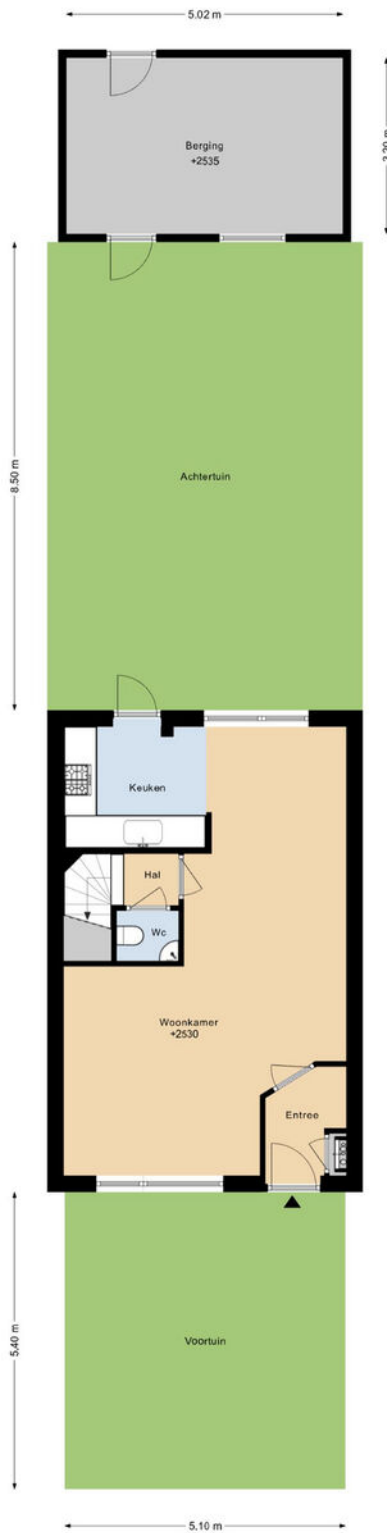 5.02 m
Berging
+2535
8.50 m
Achtertuin
Keuken
Hal
Wc
Woonkamer
+2530
Entree
5.40 m
Voortuin
5.10 m